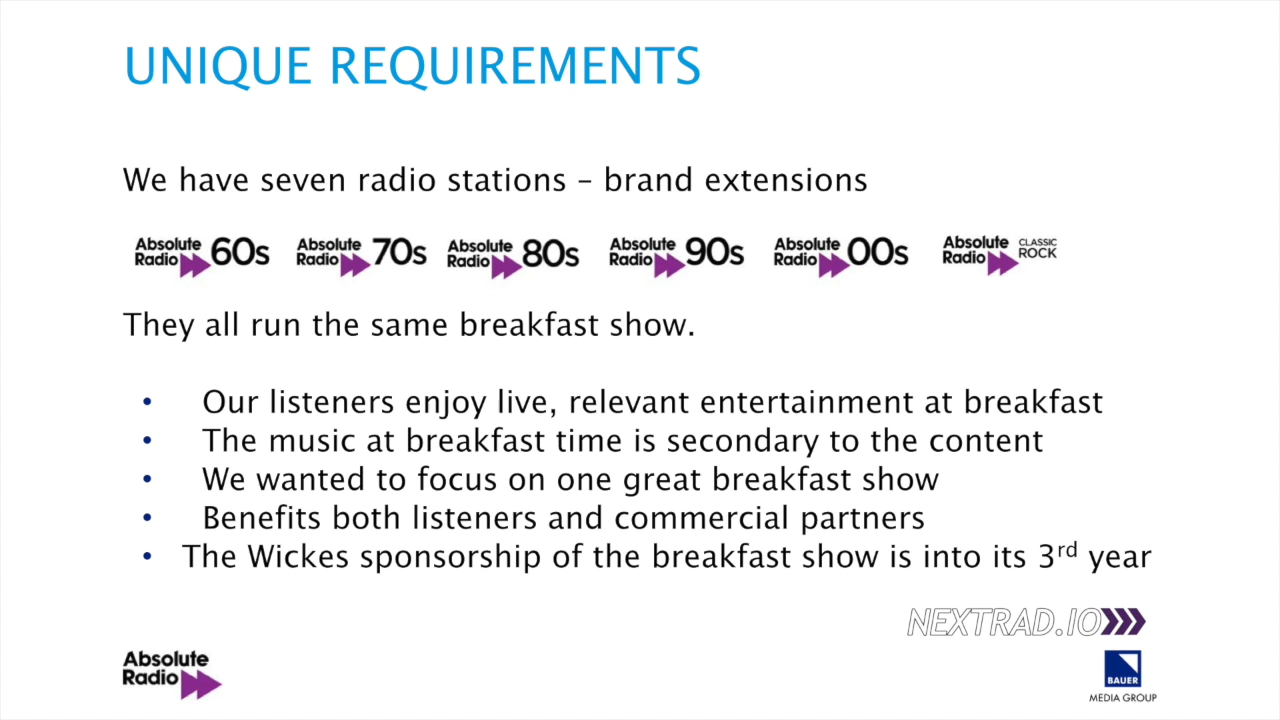 UNIQUE REQUIREMENTS
We have seven radio stations – brand extensions
Absolute Radio 60s Absolute Radio 70s Absolute Radio 80s Absolute Radio 90s Absolute Radio 00s Absolute Radio CLASSIC ROCK
They all run the same breakfast show.
• Our listeners enjoy live, relevant entertainment at breakfast
• The music at breakfast time is secondary to the content
• We wanted to focus on one great breakfast show
• Benefits both listeners and commercial partners
• The Wickes sponsorship of the breakfast show is into its 3rd year
NEXTRAD.IO
Absolute
Radio
BAUER
MEDIA GROUP